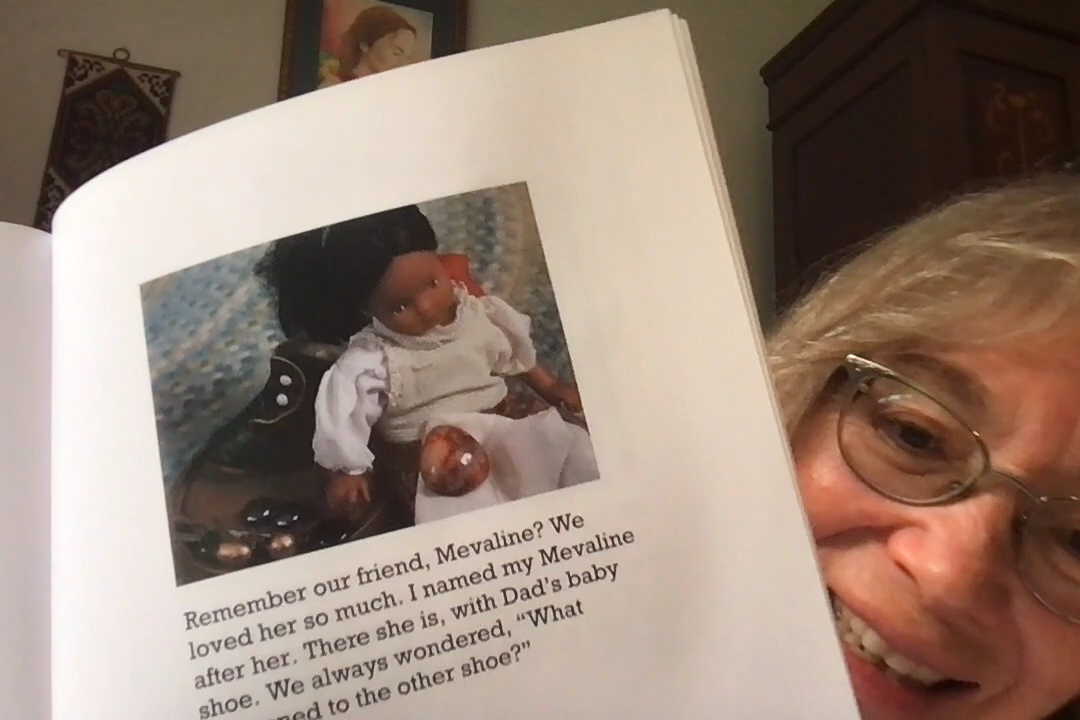 Remember our friend, Mevaline? We
loved her so much. I named my Mevaline
after her. There she is, with Dad's baby
shoe. We always wondered, “What
to the other shoe?”